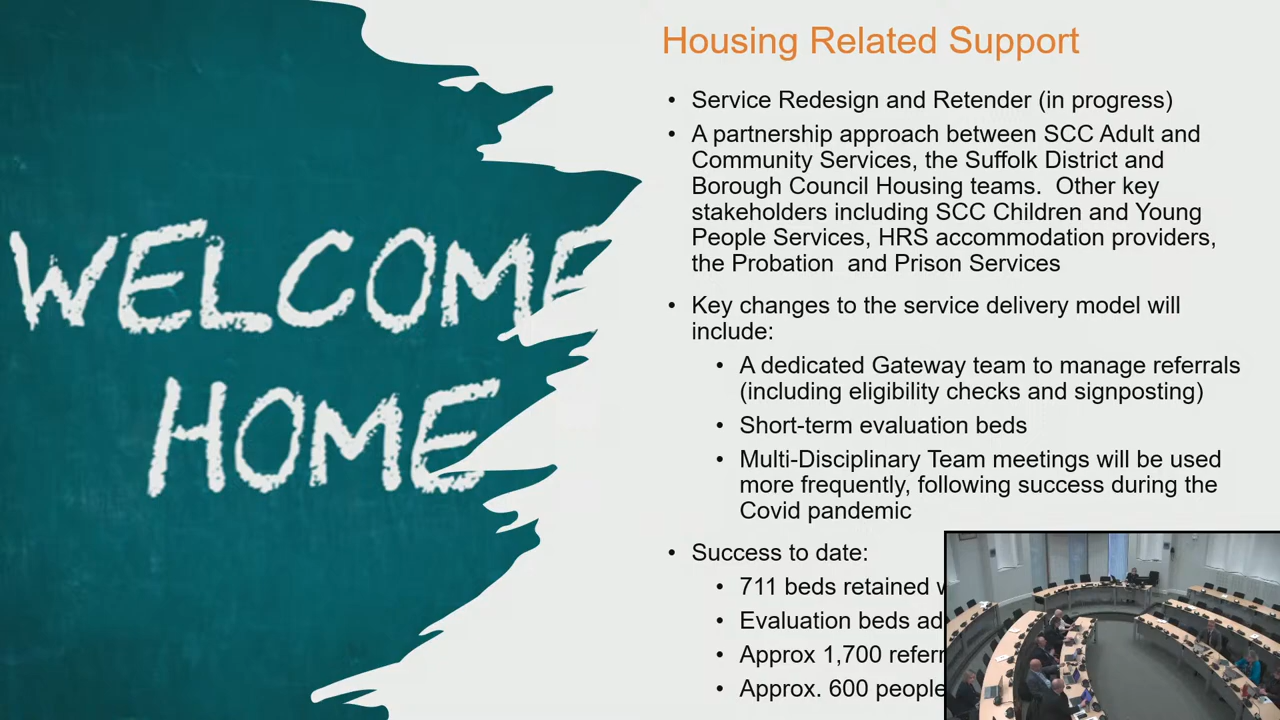 WELCOME
HOME
Housing Related Support
• Service Redesign and Retender (in progress)
• A partnership approach between SCC Adult and
Community Services, the Suffolk District and
Borough Council Housing teams.  Other key
stakeholders including SCC Children and Young
People Services, HRS accommodation providers,
the Probation  and Prison Services
• Key changes to the service delivery model will
include:
• A dedicated Gateway team to manage referrals
(including eligibility checks and signposting)
• Short-term evaluation beds
• Multi-Disciplinary Team meetings will be used
more frequently, following success during the
Covid pandemic
• Success to date:
• 711 beds retained
• Evaluation beds
• Approx 1,700
• Approx. 600 people